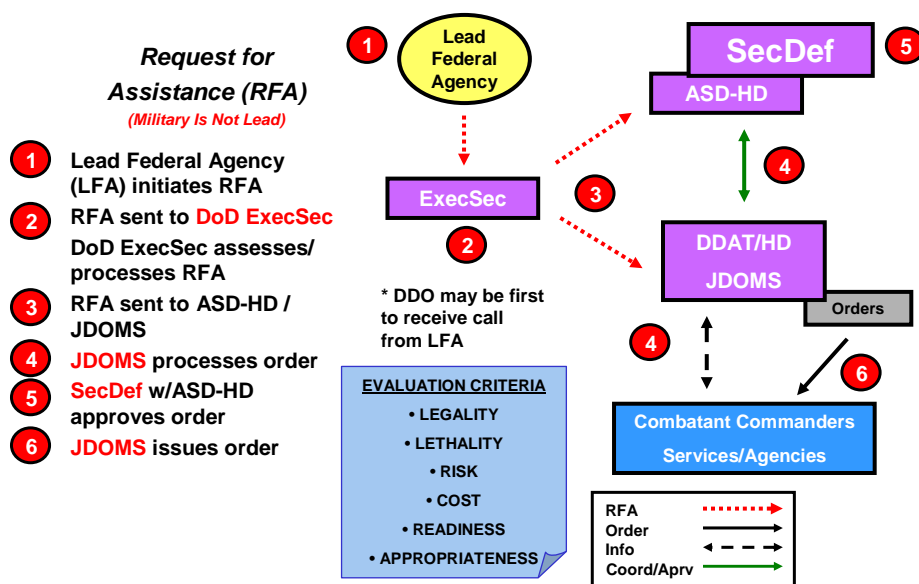 Request for
Assistance (RFA)
(Military Is Not Lead)
1 Lead Federal Agency
(LFA) initiates RFA
2 RFA sent to DoD ExecSec
DoD ExecSec assesses/
processes RFA
3 RFA sent to ASD-HD /
JDOMS
4 JDOMS processes order
5 SecDef w/ASD-HD
approves order
6 JDOMS issues order
1
Lead
Federal
Agency
ExecSec
2
3
* DDO may be first
to receive call
from LFA
EVALUATION CRITERIA
• LEGALITY
• LETHALITY
• RISK
• COST
• READINESS
• APPROPRIATENESS
SecDef
5
ASD-HD
4
DDAT/HD
JDOMS
Orders
4
6
Combatant Commanders
Services/Agencies
RFA
Order
Info
Coord/Aprv